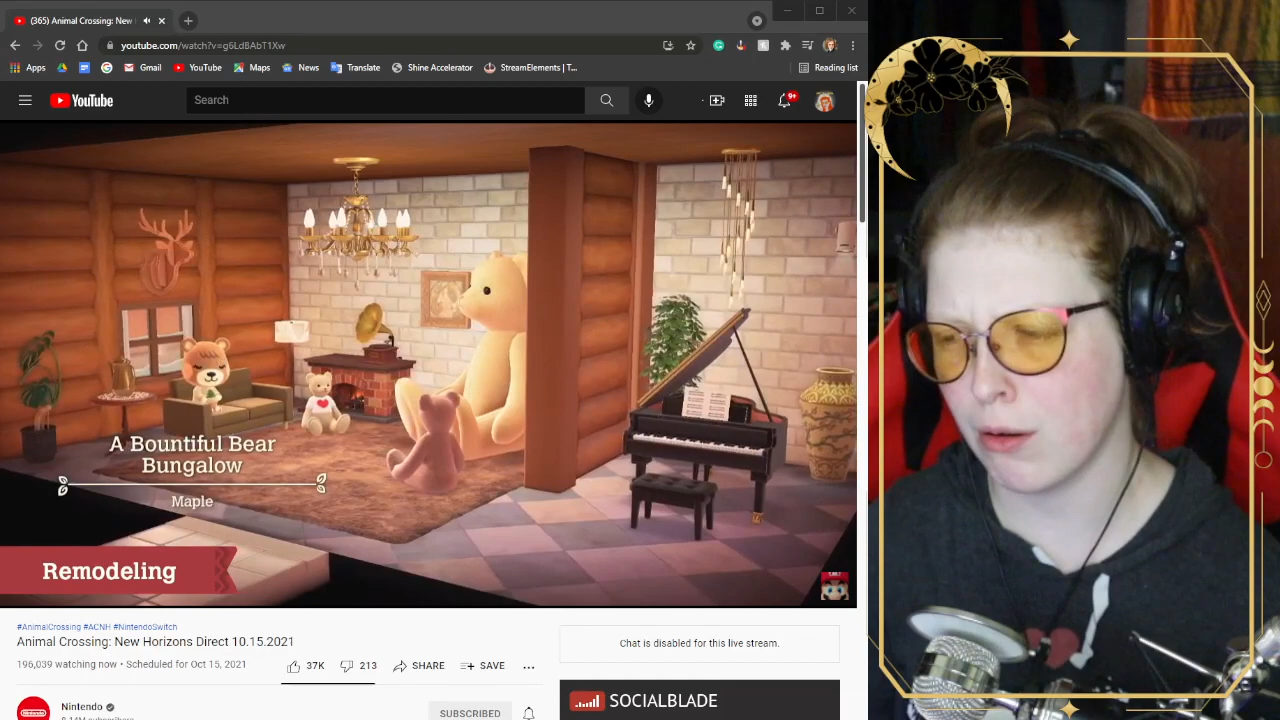 (365) Animal Crossing: New
youtube.com/watch?v=g6LdBAbT1Xw
Apps
Gmail
YouTube
Maps
News
Translate
Shine Accelerator
StreamElements | T...
Reading list
YouTube
Search
9+
A Bountiful Bear
Bungalow
Maple
Remodeling
#AnimalCrossing #ACNH #NintendoSwitch
Animal Crossing: New Horizons Direct 10.15.2021
196,039 watching now • Scheduled for Oct 15, 2021
37K
213
SHARE
SAVE
Chat is disabled for this live stream.
Nintendo
SUBSCRIBED
SOCIALBLADE